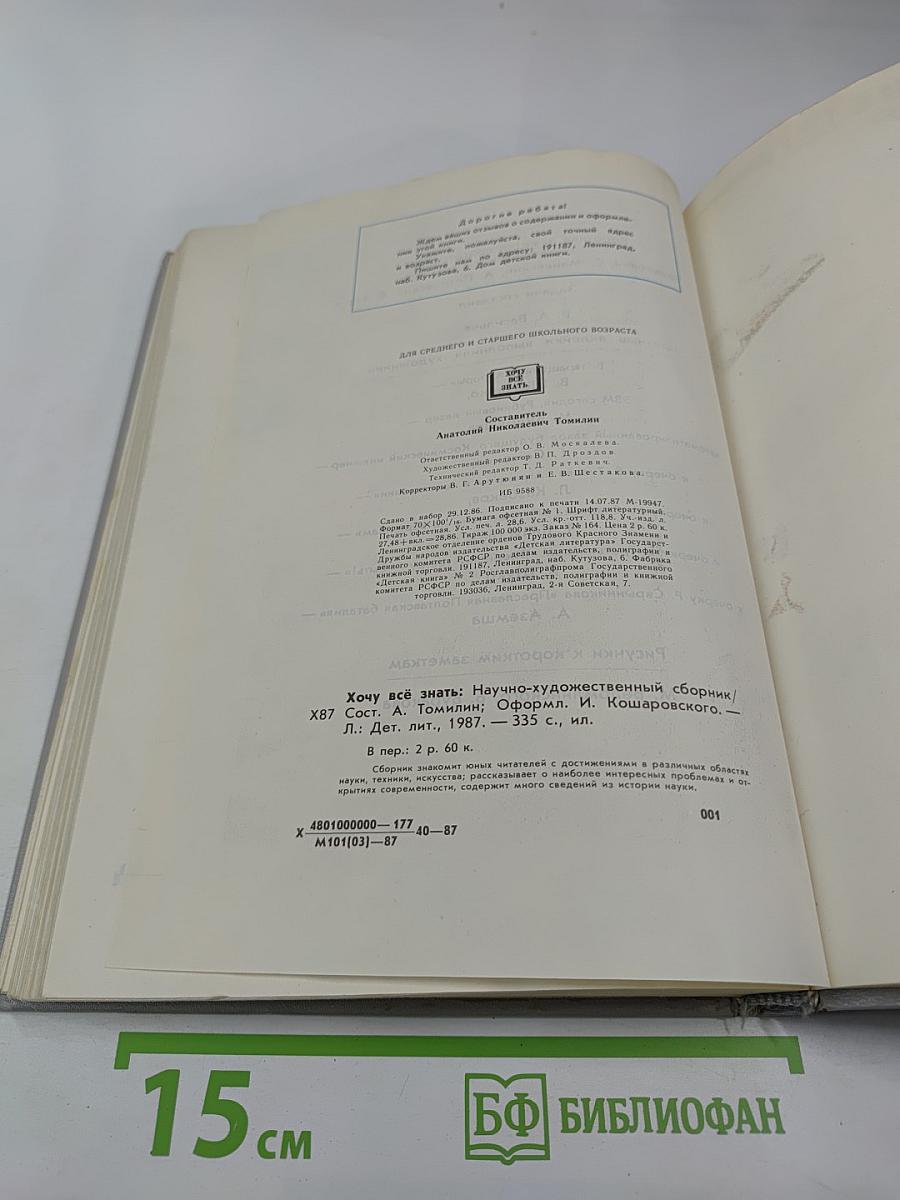 Дорогие ребята!
Ждем ваших отзывов о содержании и оформле-
нии этой книги.
Укажите, пожалуйста, свой точный адрес
и возраст.
Пишите нам по адресу: 191187, Ленинград,
наб. Кутузова, 6. Дом детской книги.
ДЛЯ СРЕДНЕГО И СТАРШЕГО ШКОЛЬНОГО ВОЗРАСТА
ХОЧУ
ВСЁ
ЗНАТЬ
Составитель
Анатолий Николаевич Томилин
Ответственный редактор О. В. Москалева.
Художественный редактор В. П. Дроздов.
Технический редактор Т. Д. Раткевич.
Корректоры В. Г. Арутюнян и Е. В. Шестакова.
ИБ 9588
Сдано в набор 29.12.86. Подписано к печати 14.07.87 М-19947.
Формат 70×100¹/₁₆. Бумага офсетная № 1. Шрифт литературный.
Печать офсетная. Усл. печ. л. 28,6. Усл. кр.-отт. 118,8. Уч.-изд. л.
27,48+вкл.=28,86. Тираж 100 000 экз. Заказ № 164. Цена 2 р. 60 к.
Ленинградское отделение орденов Трудового Красного Знамени и
Дружбы народов издательства «Детская литература» Государст-
венного комитета РСФСР по делам издательств, полиграфии и
книжной торговли. 191187, Ленинград, наб. Кутузова, 6. Фабрика
«Детская книга» № 2 Росглавполиграфпрома Государственного
комитета РСФСР по делам издательств, полиграфии и книжной
торговли. 193036, Ленинград, 2-я Советская, 7.
Хочу всё знать: Научно-художественный сборник/
Х87 Сост. А. Томилин; Оформл. И. Кошаровского.—
Л.: Дет. лит., 1987. — 335 с., ил.
В пер.: 2 р. 60 к.
Сборник знакомит юных читателей с достижениями в различных областях
науки, техники, искусства; рассказывает о наиболее интересных проблемах и от-
крытиях современности, содержит много сведений из истории науки.
Х 4801000000—177 40—87
М101(03)—87
001
15 см
БФ БИБЛИОФАН